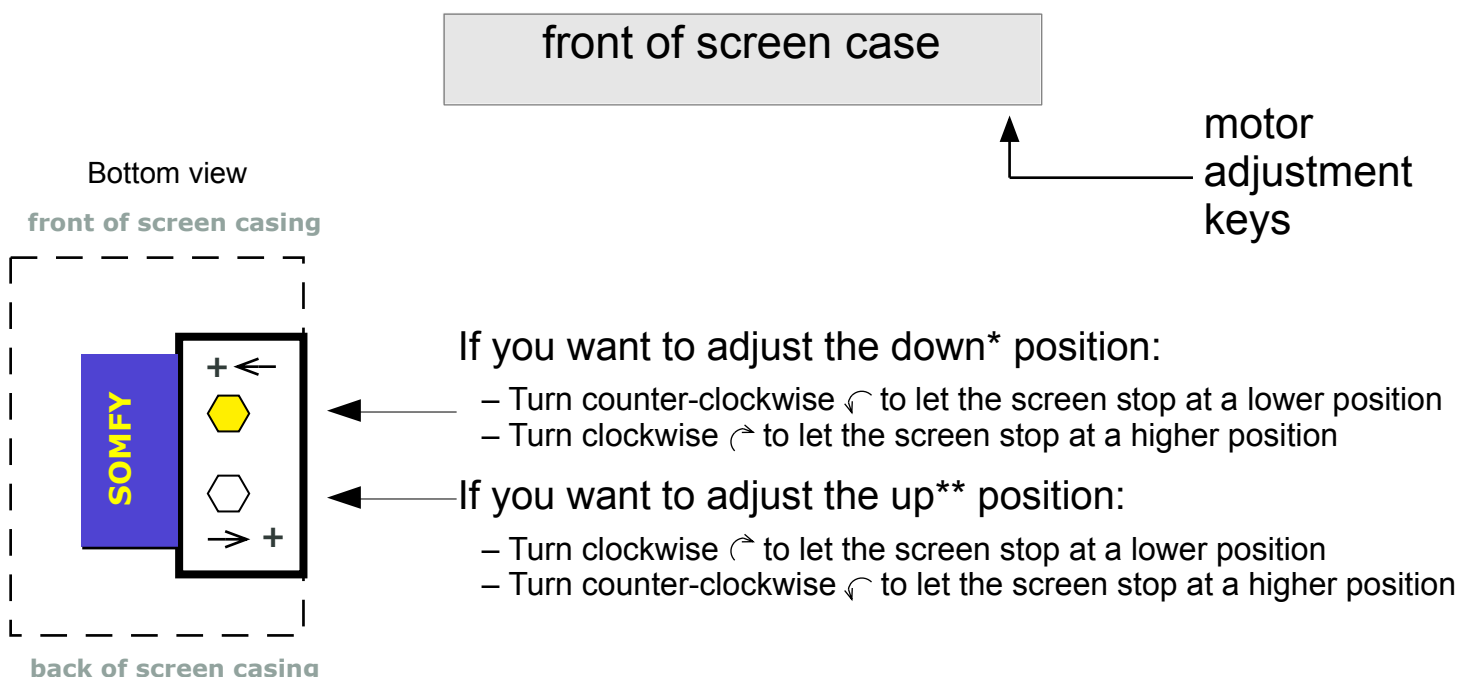 front of screen case
motor
adjustment
keys
Bottom view
front of screen casing
+
SOMFY
+
If you want to adjust the down* position:
– Turn counter-clockwise to let the screen stop at a lower position
– Turn clockwise to let the screen stop at a higher position
If you want to adjust the up** position:
– Turn clockwise to let the screen stop at a lower position
– Turn counter-clockwise to let the screen stop at a higher position
back of screen casing